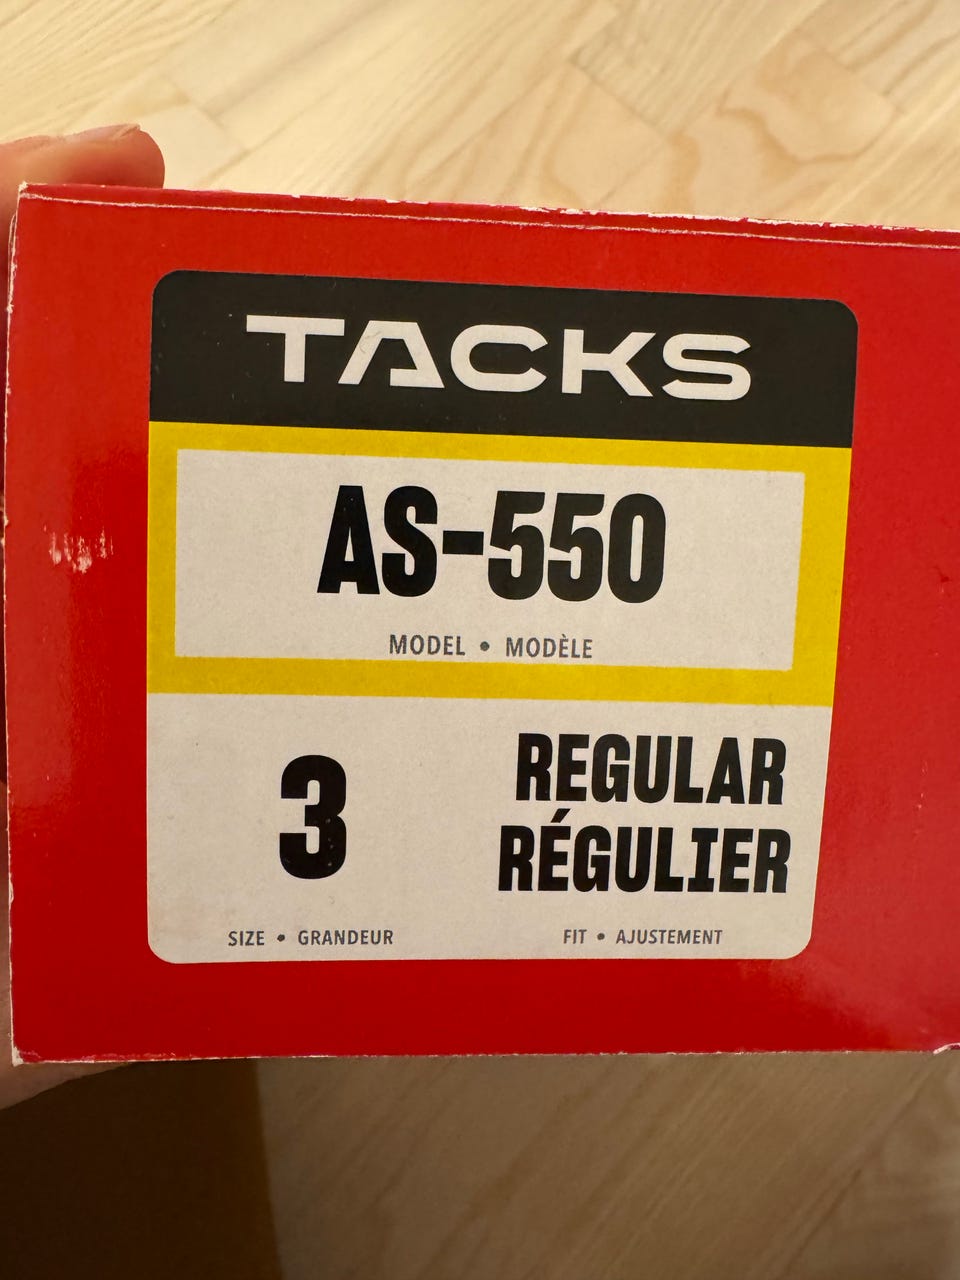 TACKS
AS-550
MODEL • MODÈLE
3
SIZE • GRANDEUR
REGULAR
RÉGULIER
FIT • AJUSTEMENT